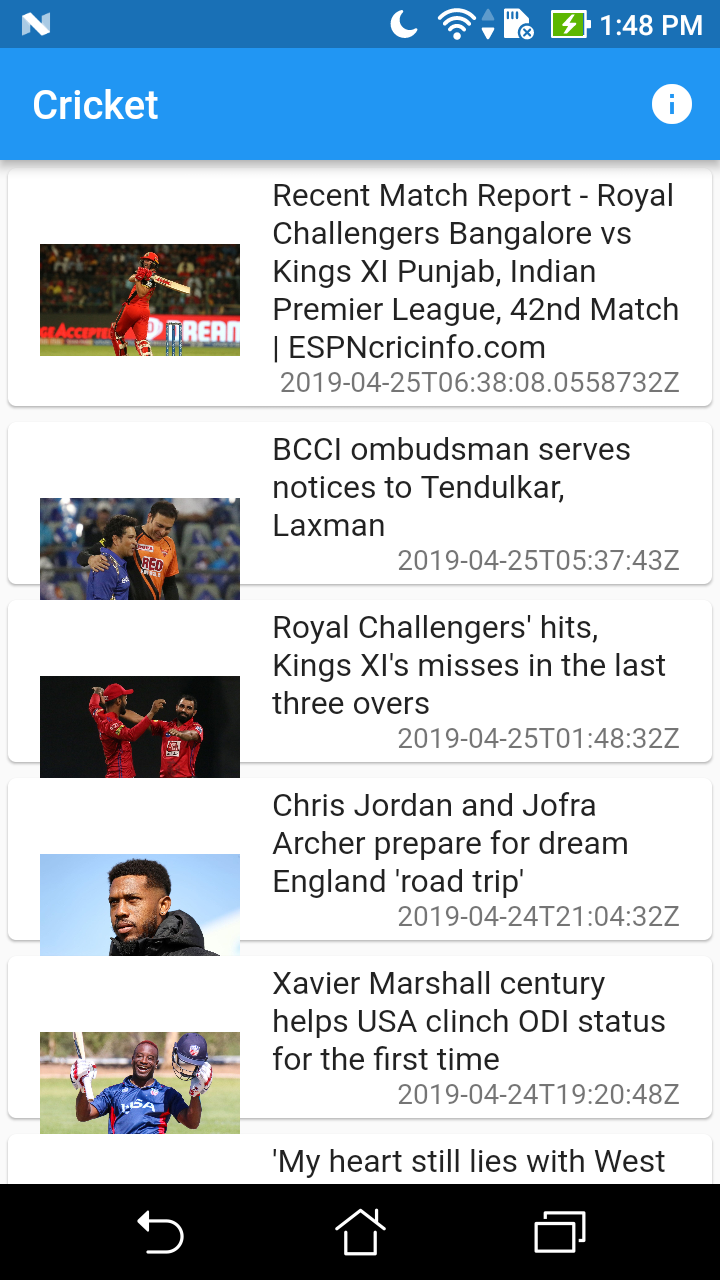 1:48 PM
Cricket
Recent Match Report - Royal
Challengers Bangalore vs
Kings XI Punjab, Indian
Premier League, 42nd Match
| ESPNcricinfo.com
2019-04-25T06:38:08.0558732Z
BCCI ombudsman serves
notices to Tendulkar,
Laxman
2019-04-25T05:37:43Z
Royal Challengers' hits,
Kings XI's misses in the last
three overs
2019-04-25T01:48:32Z
Chris Jordan and Jofra
Archer prepare for dream
England 'road trip'
2019-04-24T21:04:32Z
Xavier Marshall century
helps USA clinch ODI status
for the first time
2019-04-24T19:20:48Z
'My heart still lies with West